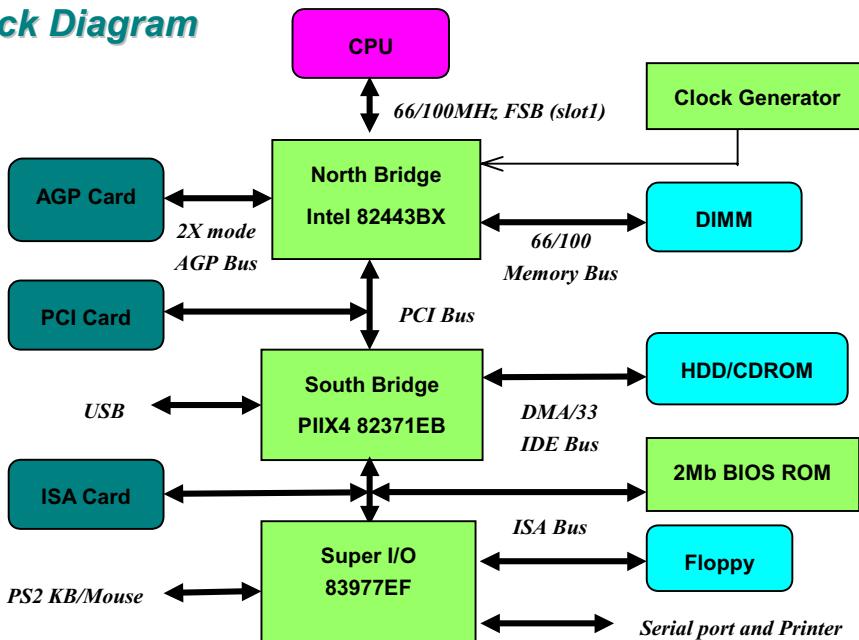 ck Diagram
CPU
66/100MHz FSB (slot1)
Clock Generator
North Bridge
Intel 82443BX
AGP Card
2X mode
AGP Bus
DIMM
66/100
Memory Bus
PCI Card
PCI Bus
South Bridge
PIIX4 82371EB
HDD/CDROM
USB
DMA/33
IDE Bus
ISA Card
2Mb BIOS ROM
ISA Bus
Super I/O
83977EF
Floppy
PS2 KB/Mouse
Serial port and Printer